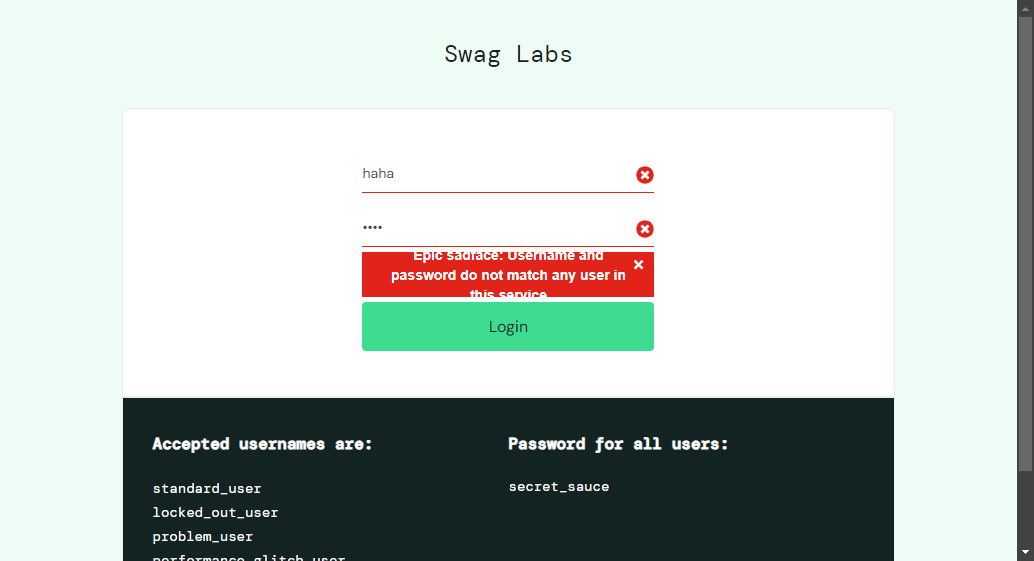 Swag Labs
haha
••••
Epic sadface: Username and
password do not match any user in
this service
Login
Accepted usernames are:
standard_user
locked_out_user
problem_user
performance_glitch_user
Password for all users:
secret_sauce